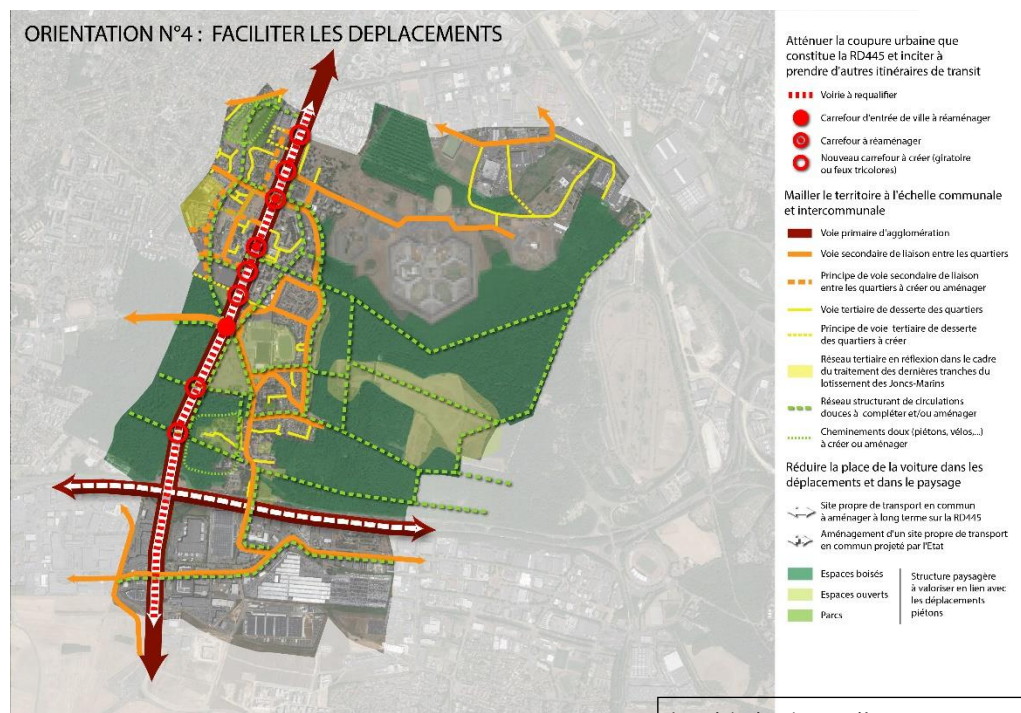 ORIENTATION N°4 : FACILITER LES DEPLACEMENTS
Atténuer la coupure urbaine que
constitue la RD445 et inciter à
prendre d'autres itinéraires de transit
Voirie à requalifier
Carrefour d'entrée de ville à réaménager
Carrefour à réaménager
Nouveau carrefour à créer (giratoire
ou feux tricolores)
Mailler le territoire à l'échelle communale
et intercommunale
Voie primaire d'agglomération
Voie secondaire de liaison entre les quartiers
Principe de voie secondaire de liaison
entre les quartiers à créer ou aménager
Voie tertiaire de desserte des quartiers
Principe de voie tertiaire de desserte
des quartiers à créer
Réseau tertiaire en réflexion dans le cadre
du traitement des dernières tranches du
lotissement des Joncs-Marins
Réseau structurant de circulations
douces à compléter et/ou aménager
Cheminements doux (piétons, vélos,...)
à créer ou aménager
Réduire la place de la voiture dans les
déplacements et dans le paysage
Site propre de transport en commun
à aménager à long terme sur la RD445
Aménagement d'un site propre de transport
en commun projeté par l'Etat
Espaces boisés
Espaces ouverts
Parcs
Structure paysagère
à valoriser en lien avec
les déplacements
piétons